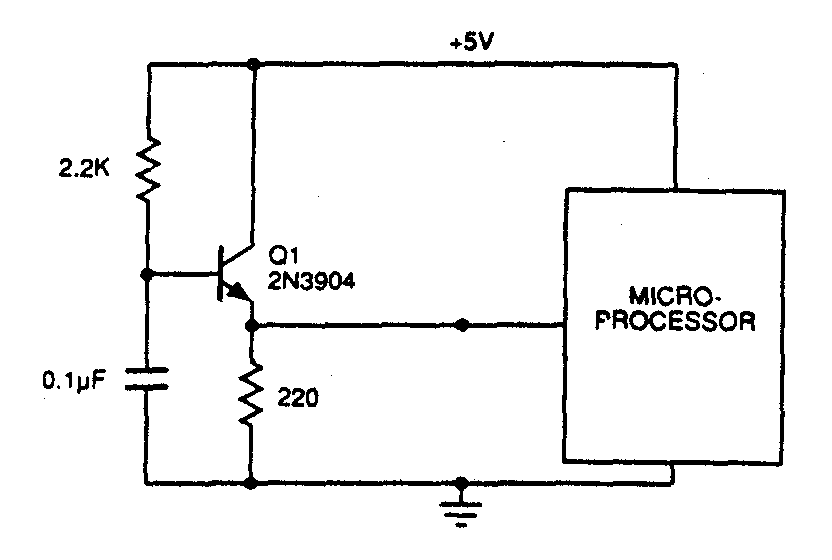 +5V
2.2K
Q1
2N3904
MICRO-
PROCESSOR
0.1µF
220